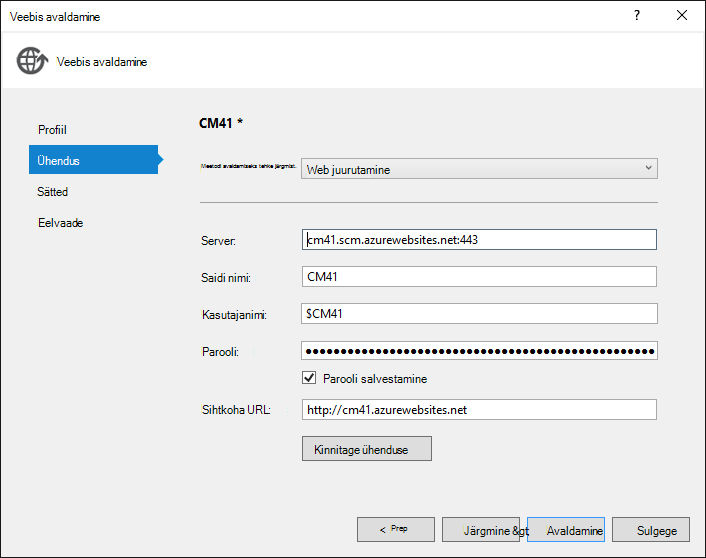 Veebis avaldamine
?
Veebis avaldamine
Profiil
Ühendus
Sätted
Eelvaade
CM41 *
Meetodi avaldamiseks tehke järgmist.
Web juurutamine
Server:
cm41.scm.azurewebsites.net:443
Saidi nimi:
CM41
Kasutajanimi:
$CM41
Parooli:
Parooli salvestamine
Sihtkoha URL:
http://cm41.azurewebsites.net
Kinnitage ühenduse
< Prep
Järgmine &gt;
Avaldamine
Sulgege